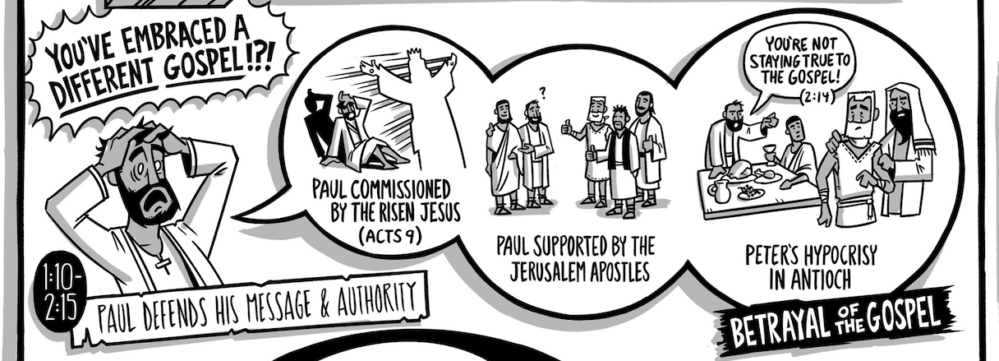 YOU'VE EMBRACED A
DIFFERENT GOSPEL!?!
PAUL COMMISSIONED
BY THE RISEN JESUS
(ACTS 9)
?
PAUL SUPPORTED BY THE
JERUSALEM APOSTLES
YOU'RE NOT
STAYING TRUE TO
THE GOSPEL!
(2:14)
PETER'S HYPOCRISY
IN ANTIOCH
BETRAYAL OF THE GOSPEL
1:10-
2:15
PAUL DEFENDS HIS MESSAGE & AUTHORITY